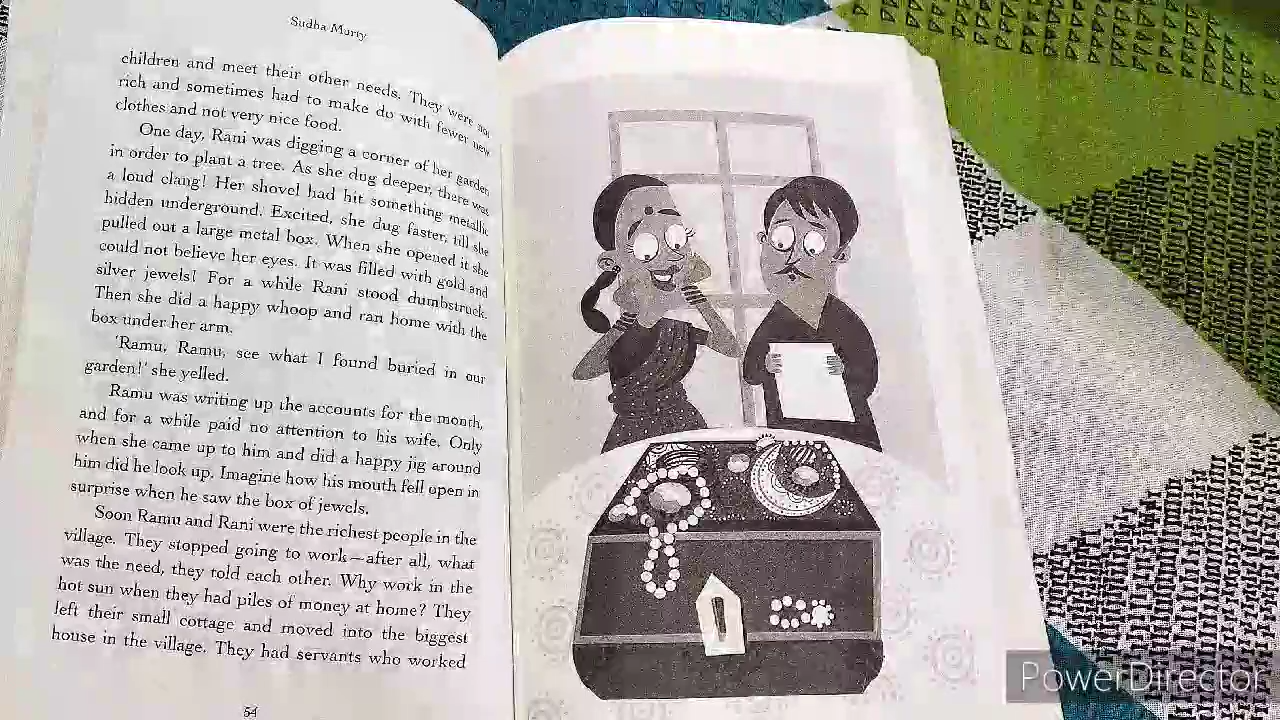 Sudha Murty
children and meet their other needs. They were not
rich and sometimes had to make do with fewer new
clothes and not very nice food.
One day, Rani was digging a corner of her garden
in order to plant a tree. As she dug deeper, there was
a loud clang! Her shovel had hit something metallic
hidden underground. Excited, she dug faster, till she
pulled out a large metal box. When she opened it she
could not believe her eyes. It was filled with gold and
silver jewels! For a while Rani stood dumbstruck.
Then she did a happy whoop and ran home with the
box under her arm.
'Ramu, Ramu, see what I found buried in our
garden!' she yelled.
Ramu was writing up the accounts for the month,
and for a while paid no attention to his wife. Only
when she came up to him and did a happy jig around
him did he look up. Imagine how his mouth fell open in
surprise when he saw the box of jewels.
Soon Ramu and Rani were the richest people in the
village. They stopped going to work—after all, what
was the need, they told each other. Why work in the
hot sun when they had piles of money at home? They
left their small cottage and moved into the biggest
house in the village. They had servants who worked
54
PowerDirector